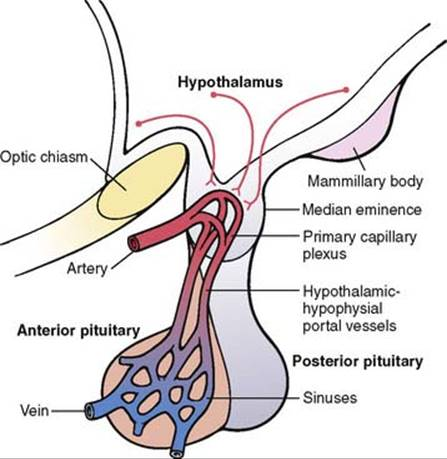 Hypothalamus
Optic chiasm
Mammillary body
Median eminence
Primary capillary
plexus
Artery
Hypothalamic-
hypophysial
portal vessels
Anterior pituitary
Posterior pituitary
Sinuses
Vein